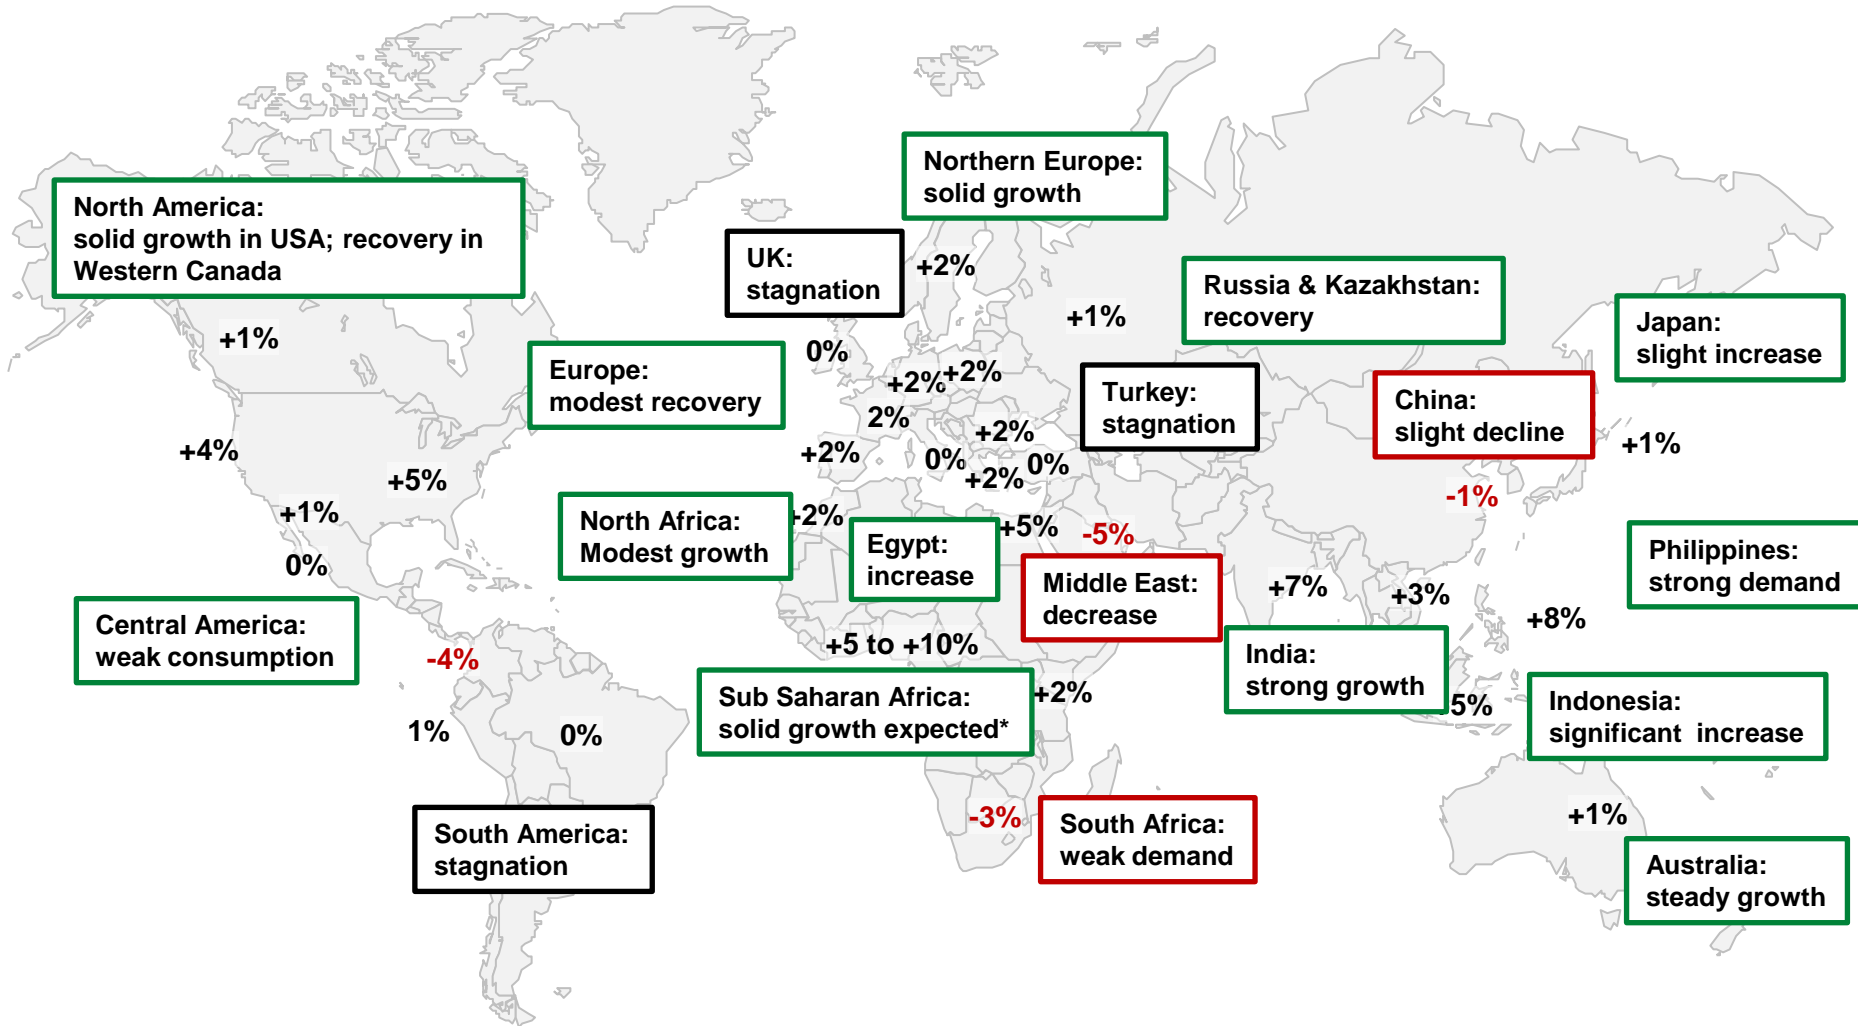 Northern Europe:
solid growth
North America:
solid growth in USA; recovery in
Western Canada
UK:
stagnation
+2%
Russia & Kazakhstan:
recovery
+1%
Japan:
slight increase
+1%
0%
Europe:
modest recovery
+2%
+2%
Turkey:
stagnation
China:
slight decline
2%
+2%
+4%
+2%
0%
0%
+1%
+5%
+2%
-1%
+1%
North Africa:
Modest growth
+2%
Egypt:
increase
+5%
-5%
Philippines:
strong demand
0%
Middle East:
decrease
+7%
+3%
Central America:
weak consumption
-4%
+5 to +10%
+8%
India:
strong growth
Sub Saharan Africa:
solid growth expected*
+2%
5%
Indonesia:
significant increase
1%
0%
South America:
stagnation
-3%
South Africa:
weak demand
+1%
Australia:
steady growth